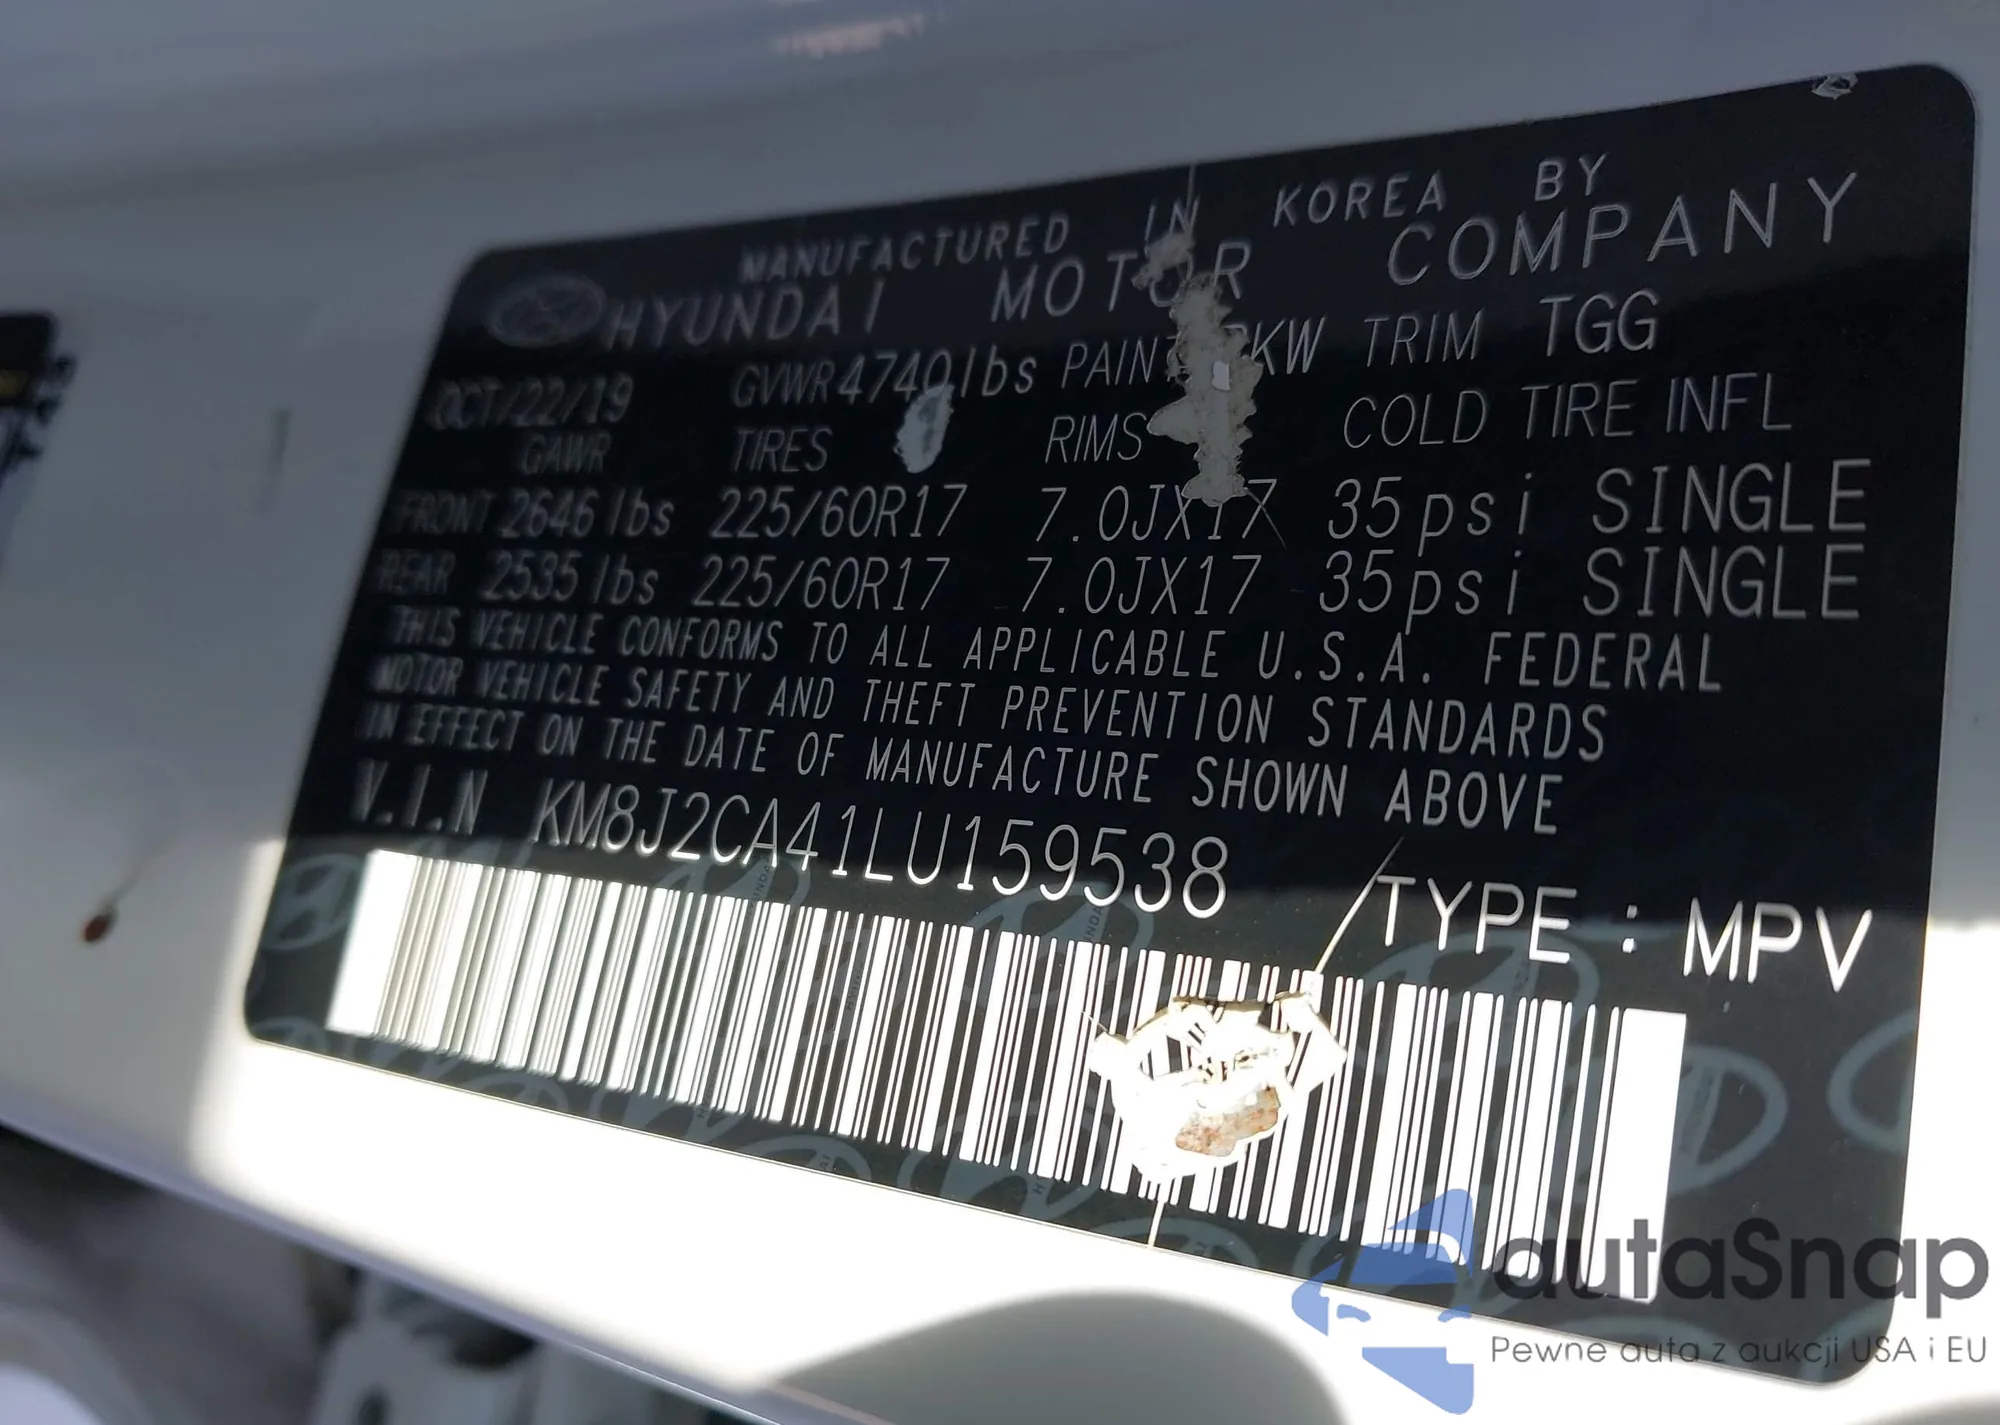 MANUFACTURED IN KOREA BY
HYUNDAI MOTOR COMPANY
OCT/22/19 GVWR 4740lbs PAINT KW TRIM TGG
GAWR TIRES RIMS COLD TIRE INFL
FRONT 2646 lbs 225/60R17 7.0JX17 35psi SINGLE
REAR 2535 lbs 225/60R17 7.0JX17 35psi SINGLE
THIS VEHICLE CONFORMS TO ALL APPLICABLE U.S.A. FEDERAL
MOTOR VEHICLE SAFETY AND THEFT PREVENTION STANDARDS
IN EFFECT ON THE DATE OF MANUFACTURE SHOWN ABOVE
V.I.N KM8J2CA41LU159538
TYPE : MPV
autaSnap
Pewne auta z aukcji USA i EU